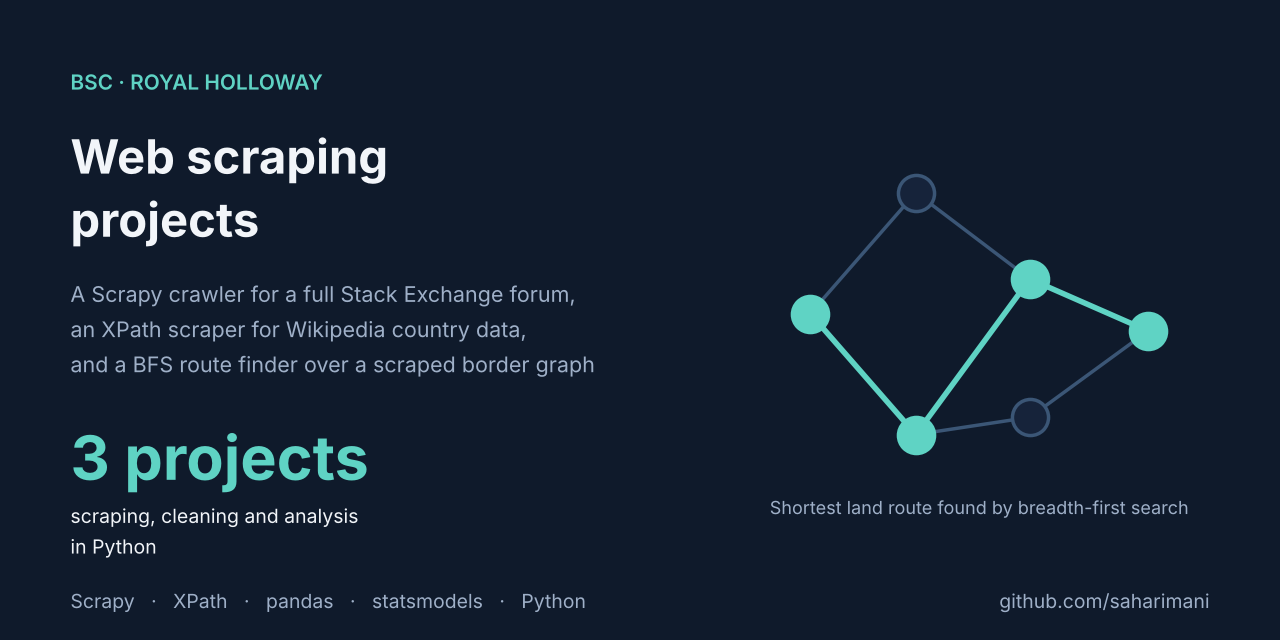 BSC · ROYAL HOLLOWAY
Web scraping
projects
A Scrapy crawler for a full Stack Exchange forum,
an XPath scraper for Wikipedia country data,
and a BFS route finder over a scraped border graph
3 projects
scraping, cleaning and analysis
in Python
Scrapy · XPath · pandas · statsmodels · Python
Shortest land route found by breadth-first search
github.com/saharimani